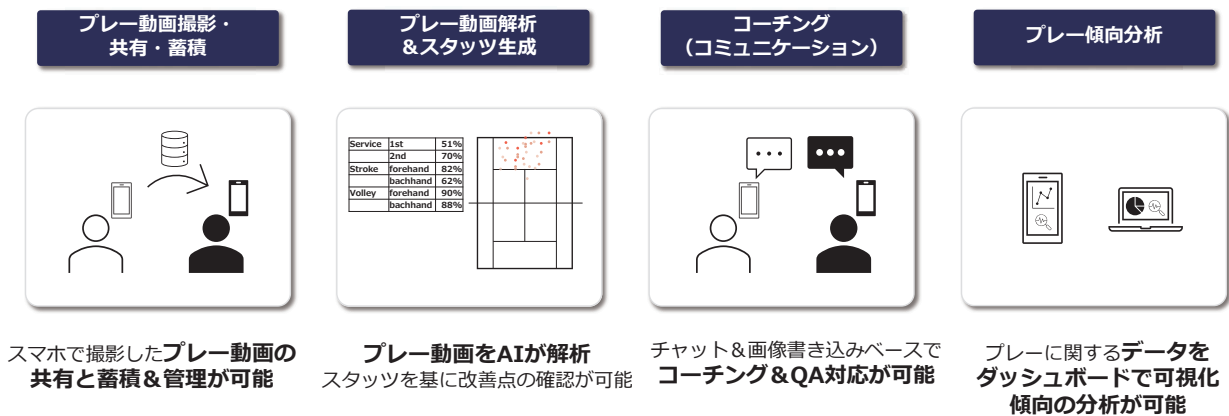 プレー動画撮影・
共有・蓄積
プレー動画解析
&スタッツ生成
コーチング
(コミュニケーション)
プレー傾向分析
Service 1st 51%
2nd 70%
Stroke forehand 82%
bachhand 62%
Volley forehand 90%
bachhand 88%
スマホで撮影したプレー動画の
共有と蓄積&管理が可能
プレー動画をAIが解析
スタッツを基に改善点の確認が可能
チャット&画像書き込みベースで
コーチング&QA対応が可能
プレーに関するデータを
ダッシュボードで可視化
傾向の分析が可能